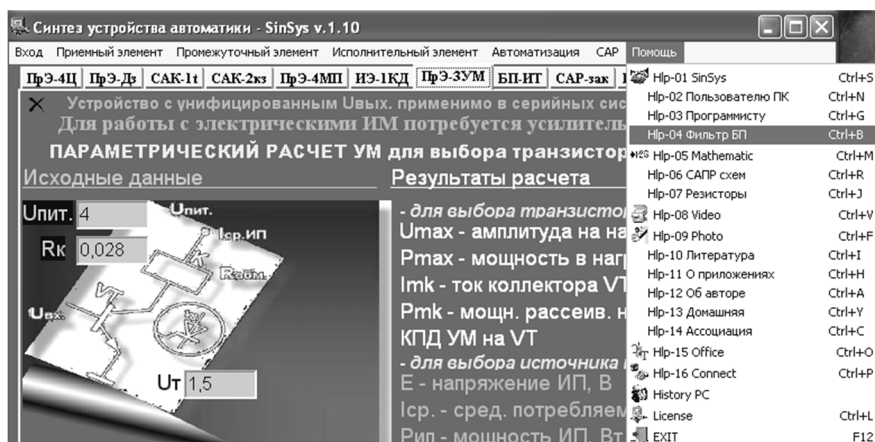 Синтез устройства автоматики - SinSys v.1.10
Вход Приемный элемент Промежуточный элемент Исполнительный элемент Автоматизация САР Помощь
ПрЭ-4Ц ПрЭ-Дз САК-1t САК-2кз ПрЭ-4МП ИЭ-1КД ПрЭ-3УМ БП-ИТ САР-зак
Устройство с унифицированным Uвых. применимо в серийных сис
Для работы с электрическими ИМ потребуется усилитель
ПАРАМЕТРИЧЕСКИЙ РАСЧЕТ УМ для выбора транзистор
Исходные данные
Uпит. 4
Rк 0,028
Uпит.
Iср.ип
К
Rобм.
VT
Uвх.
Uт 1,5
Результаты расчета
- для выбора транзисто
Umax - амплитуда на на
Pmax - мощность в наг
Imk - ток коллектора VT
Pmk - мощн. рассеив. н
КПД УМ на VT
- для выбора источника
E - напряжение ИП, В
Iср. - сред. потребляем
Рип - мощность ИП, Вт
Hlp-01 SinSys Ctrl+S
Hlp-02 Пользователю ПК Ctrl+N
Hlp-03 Программисту Ctrl+G
Hlp-04 Фильтр БП Ctrl+B
Hlp-05 Mathematic Ctrl+M
Hlp-06 САПР схем Ctrl+R
Hlp-07 Резисторы Ctrl+J
Hlp-08 Video Ctrl+V
Hlp-09 Photo Ctrl+F
Hlp-10 Литература Ctrl+I
Hlp-11 О приложениях Ctrl+H
Hlp-12 Об авторе Ctrl+A
Hlp-13 Домашняя Ctrl+Y
Hlp-14 Ассоциация Ctrl+C
Hlp-15 Office Ctrl+O
Hlp-16 Connect Ctrl+P
History PC
License Ctrl+L
EXIT F12